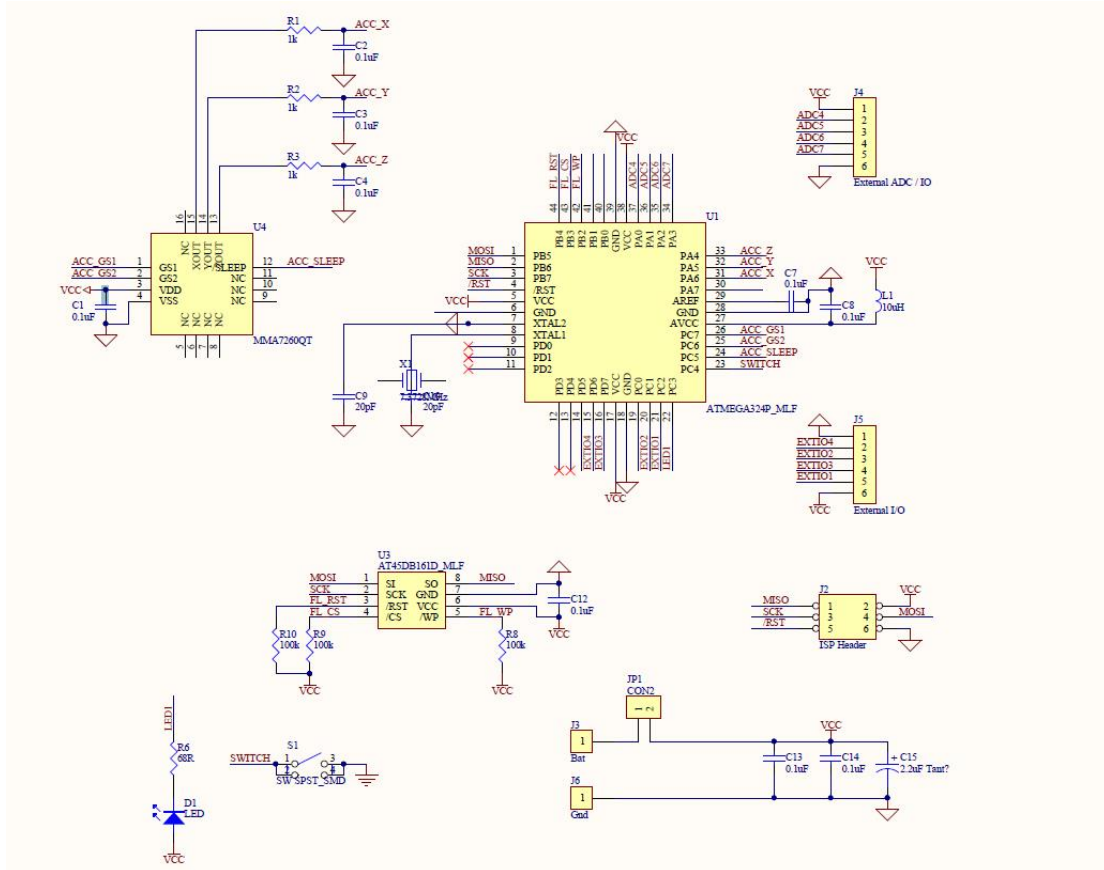 R1
1k
ACC_X
C2
0.1uF
R2
1k
ACC_Y
C3
0.1uF
R3
1k
ACC_Z
C4
0.1uF
16
15
14
13
U4
NC
XOUT
YOUT
ZOUT
ACC_GS1
1
GS1
/SLEEP
12
ACC_SLEEP
ACC_GS2
2
GS2
NC
11
VCC
3
VDD
NC
10
4
VSS
NC
9
C1
0.1uF
NC
NC
NC
NC
5
6
7
8
MMA7260QT
VCC
FL_RST
FL_CS
FL_WP
ADC4
ADC5
ADC6
ADC7
44
43
42
41
40
39
38
37
36
35
34
U1
PB4
PB3
PB2
PB1
PB0
GND
VCC
PA0
PA1
PA2
PA3
MOSI
1
PB5
PA4
33
ACC_Z
MISO
2
PB6
PA5
32
ACC_Y
SCK
3
PB7
PA6
31
ACC_X
/RST
4
/RST
PA7
30
VCC
5
VCC
AREF
29
6
GND
GND
28
7
XTAL2
AVCC
27
8
XTAL1
PC7
26
ACC_GS1
9
PD0
PC6
25
ACC_GS2
10
PD1
PC5
24
ACC_SLEEP
11
PD2
PC4
23
SWITCH
PD3
PD4
PD5
PD6
PD7
VCC
GND
PC0
PC1
PC2
PC3
12
13
14
15
16
17
18
19
20
21
22
EXTIO4
EXTIO3
EXTIO2
EXTIO1
LED1
VCC
ATMEGA324P_MLF
C7
0.1uF
C8
0.1uF
VCC
L1
10uH
X1
C9
20pF
20pF
J4
VCC
1
ADC4
2
ADC5
3
ADC6
4
ADC7
5
6
External ADC / IO
J5
1
EXTIO4
2
EXTIO2
3
EXTIO3
4
EXTIO1
5
6
VCC
External I/O
U3
AT45DB161D_MLF
MOSI
1
SI
SO
8
MISO
SCK
2
SCK
GND
7
FL_RST
3
/RST
VCC
6
FL_CS
4
/CS
/WP
5
FL_WP
C12
0.1uF
VCC
R10
100k
R9
100k
VCC
R8
100k
VCC
J2
VCC
MISO
1
2
SCK
3
4
MOSI
/RST
5
6
ISP Header
LED1
R6
68R
D1
LED
VCC
S1
SWITCH
1
3
2
4
SW SPST_SMD
JP1
CON2
1
2
J3
1
Bat
J6
1
Gnd
VCC
C13
0.1uF
C14
0.1uF
+
C15
2.2uF Tant?